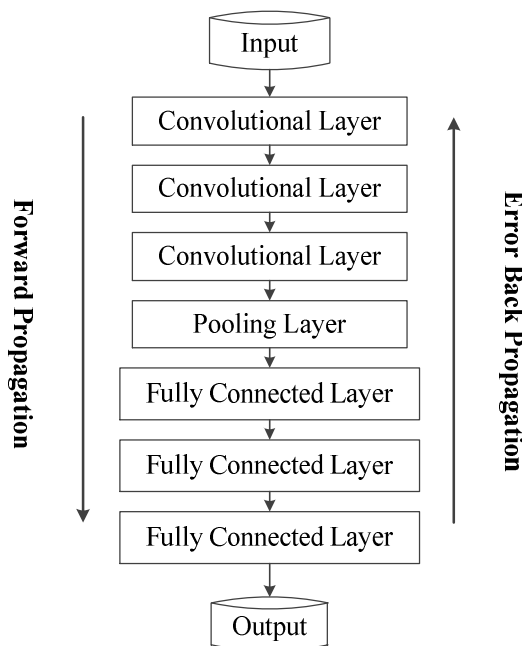 Input
Convolutional Layer
Convolutional Layer
Convolutional Layer
Pooling Layer
Fully Connected Layer
Fully Connected Layer
Fully Connected Layer
Output
Forward Propagation
Error Back Propagation